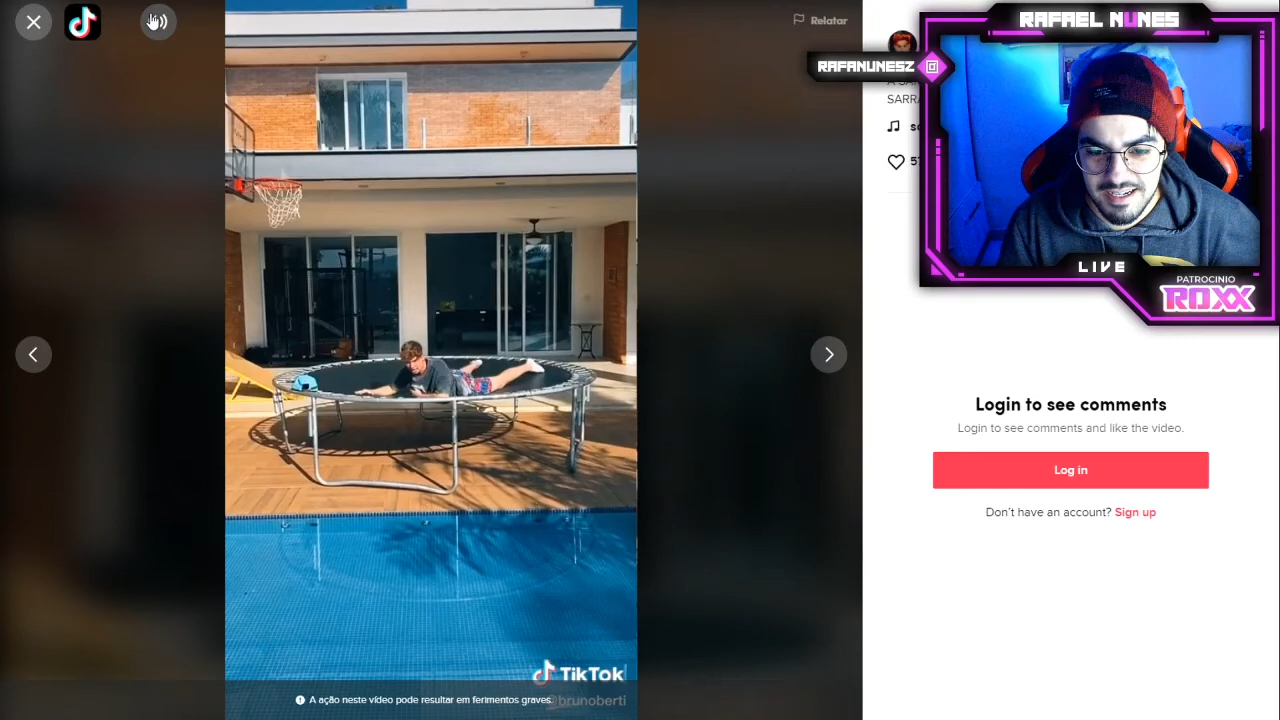 Relatar
RAFAEL NUNES
RAFANUNESZ
SARRA
LIVE
PATROCINIO
ROXX
Login to see comments
Login to see comments and like the video.
Log in
Don't have an account? Sign up
TikTok
A ação neste vídeo pode resultar em ferimentos graves.
@brunoberti